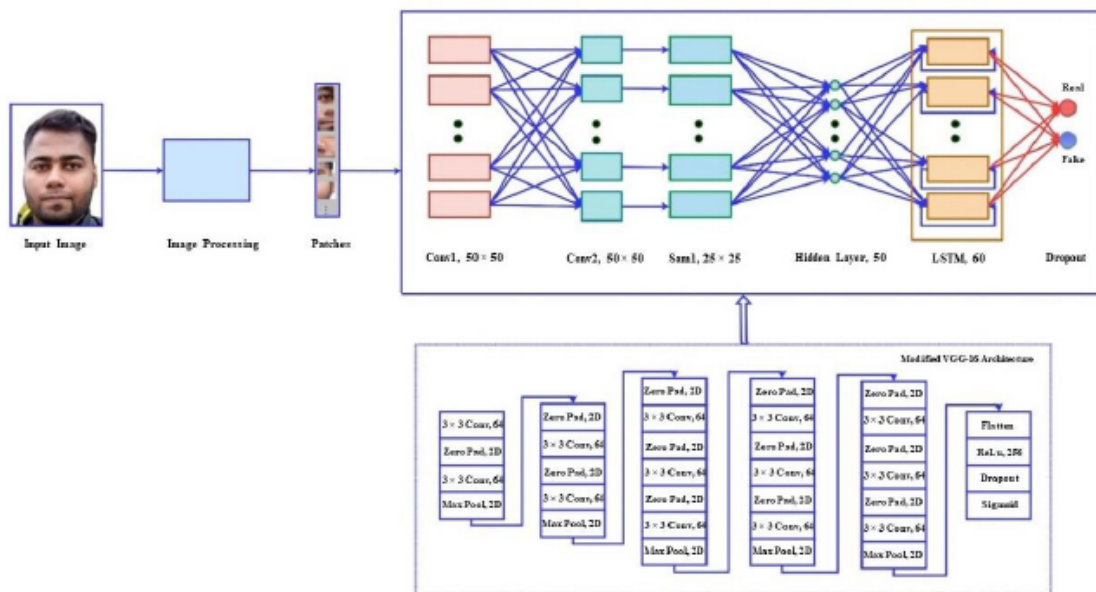 Real
Fake
Input Image
Image Processing
Patches
Conv1, 50 × 50
Conv2, 50 × 50
Sam1, 25 × 25
Hidden Layer, 50
LSTM, 60
Dropout
Modified VGG-16 Architecture
3 × 3 Conv, 64
Zero Pad, 2D
3 × 3 Conv, 64
Max Pool, 2D
Zero Pad, 2D
3 × 3 Conv, 64
Zero Pad, 2D
3 × 3 Conv, 64
Max Pool, 2D
Zero Pad, 2D
3 × 3 Conv, 64
Zero Pad, 2D
3 × 3 Conv, 64
Zero Pad, 2D
3 × 3 Conv, 64
Max Pool, 2D
Zero Pad, 2D
3 × 3 Conv, 64
Zero Pad, 2D
3 × 3 Conv, 64
Zero Pad, 2D
3 × 3 Conv, 64
Max Pool, 2D
Zero Pad, 2D
3 × 3 Conv, 64
Zero Pad, 2D
3 × 3 Conv, 64
Zero Pad, 2D
3 × 3 Conv, 64
Max Pool, 2D
Flatten
ReLu, 256
Dropout
Sigmoid